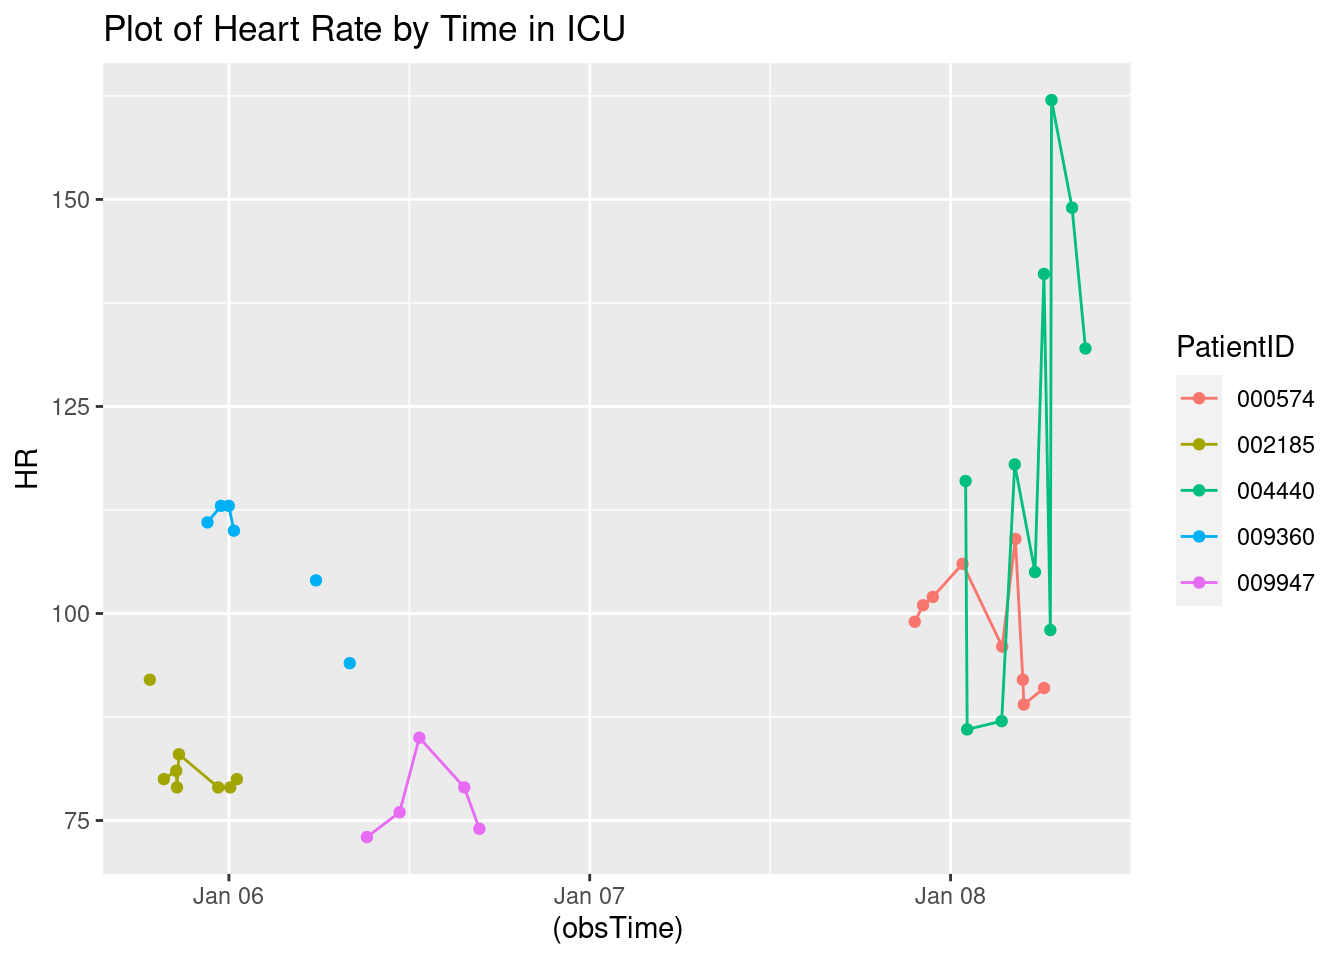 Plot of Heart Rate by Time in ICU
150
125
100
75
HR
Jan 06
Jan 07
Jan 08
(obsTime)
PatientID
000574
002185
004440
009360
009947